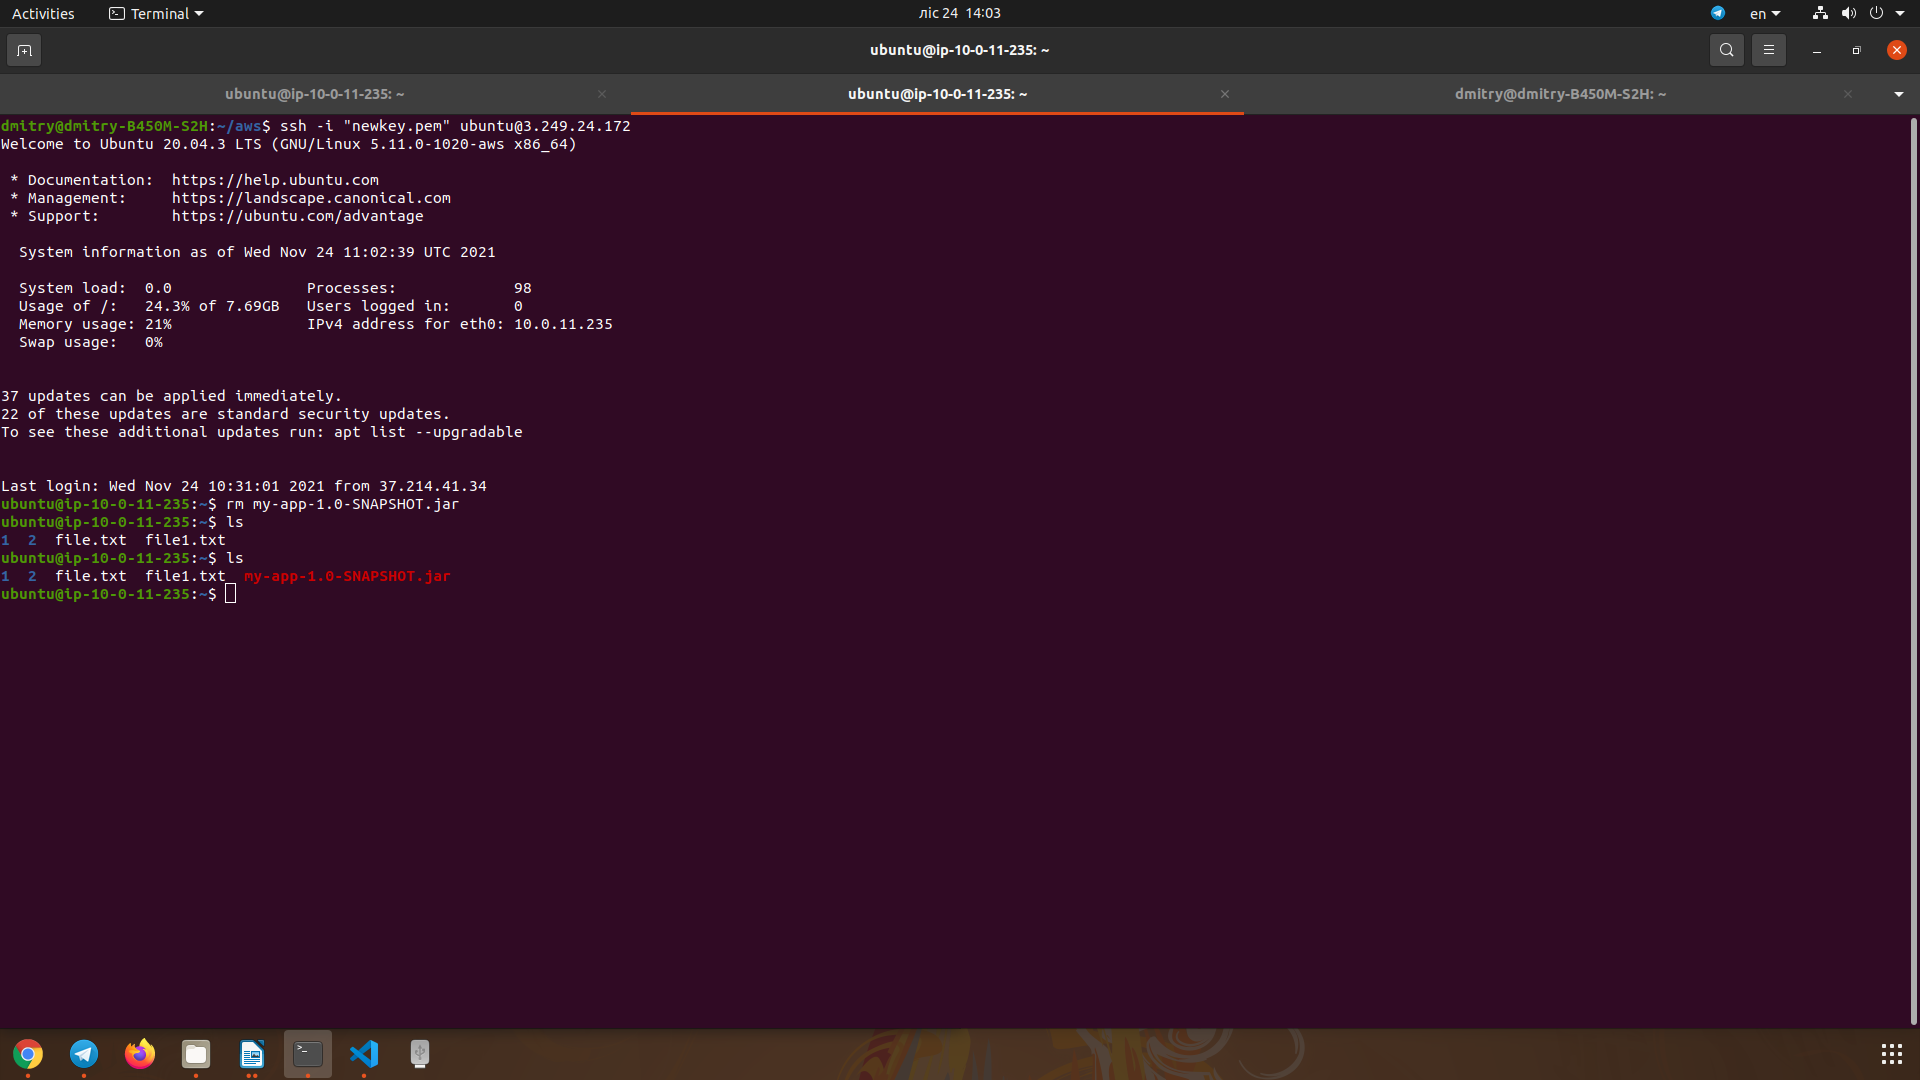 Activities Terminal ліс 24 14:03 en
ubuntu@ip-10-0-11-235: ~
ubuntu@ip-10-0-11-235: ~ ubuntu@ip-10-0-11-235: ~ dmitry@dmitry-B450M-S2H: ~
dmitry@dmitry-B450M-S2H:~/aws$ ssh -i "newkey.pem" ubuntu@3.249.24.172
Welcome to Ubuntu 20.04.3 LTS (GNU/Linux 5.11.0-1020-aws x86_64)
* Documentation:  https://help.ubuntu.com
* Management:     https://landscape.canonical.com
* Support:        https://ubuntu.com/advantage
System information as of Wed Nov 24 11:02:39 UTC 2021
System load:  0.0               Processes:             98
Usage of /:   24.3% of 7.69GB   Users logged in:       0
Memory usage: 21%               IPv4 address for eth0: 10.0.11.235
Swap usage:   0%
37 updates can be applied immediately.
22 of these updates are standard security updates.
To see these additional updates run: apt list --upgradable
Last login: Wed Nov 24 10:31:01 2021 from 37.214.41.34
ubuntu@ip-10-0-11-235:~$ rm my-app-1.0-SNAPSHOT.jar
ubuntu@ip-10-0-11-235:~$ ls
1  2  file.txt  file1.txt
ubuntu@ip-10-0-11-235:~$ ls
1  2  file.txt  file1.txt  my-app-1.0-SNAPSHOT.jar
ubuntu@ip-10-0-11-235:~$